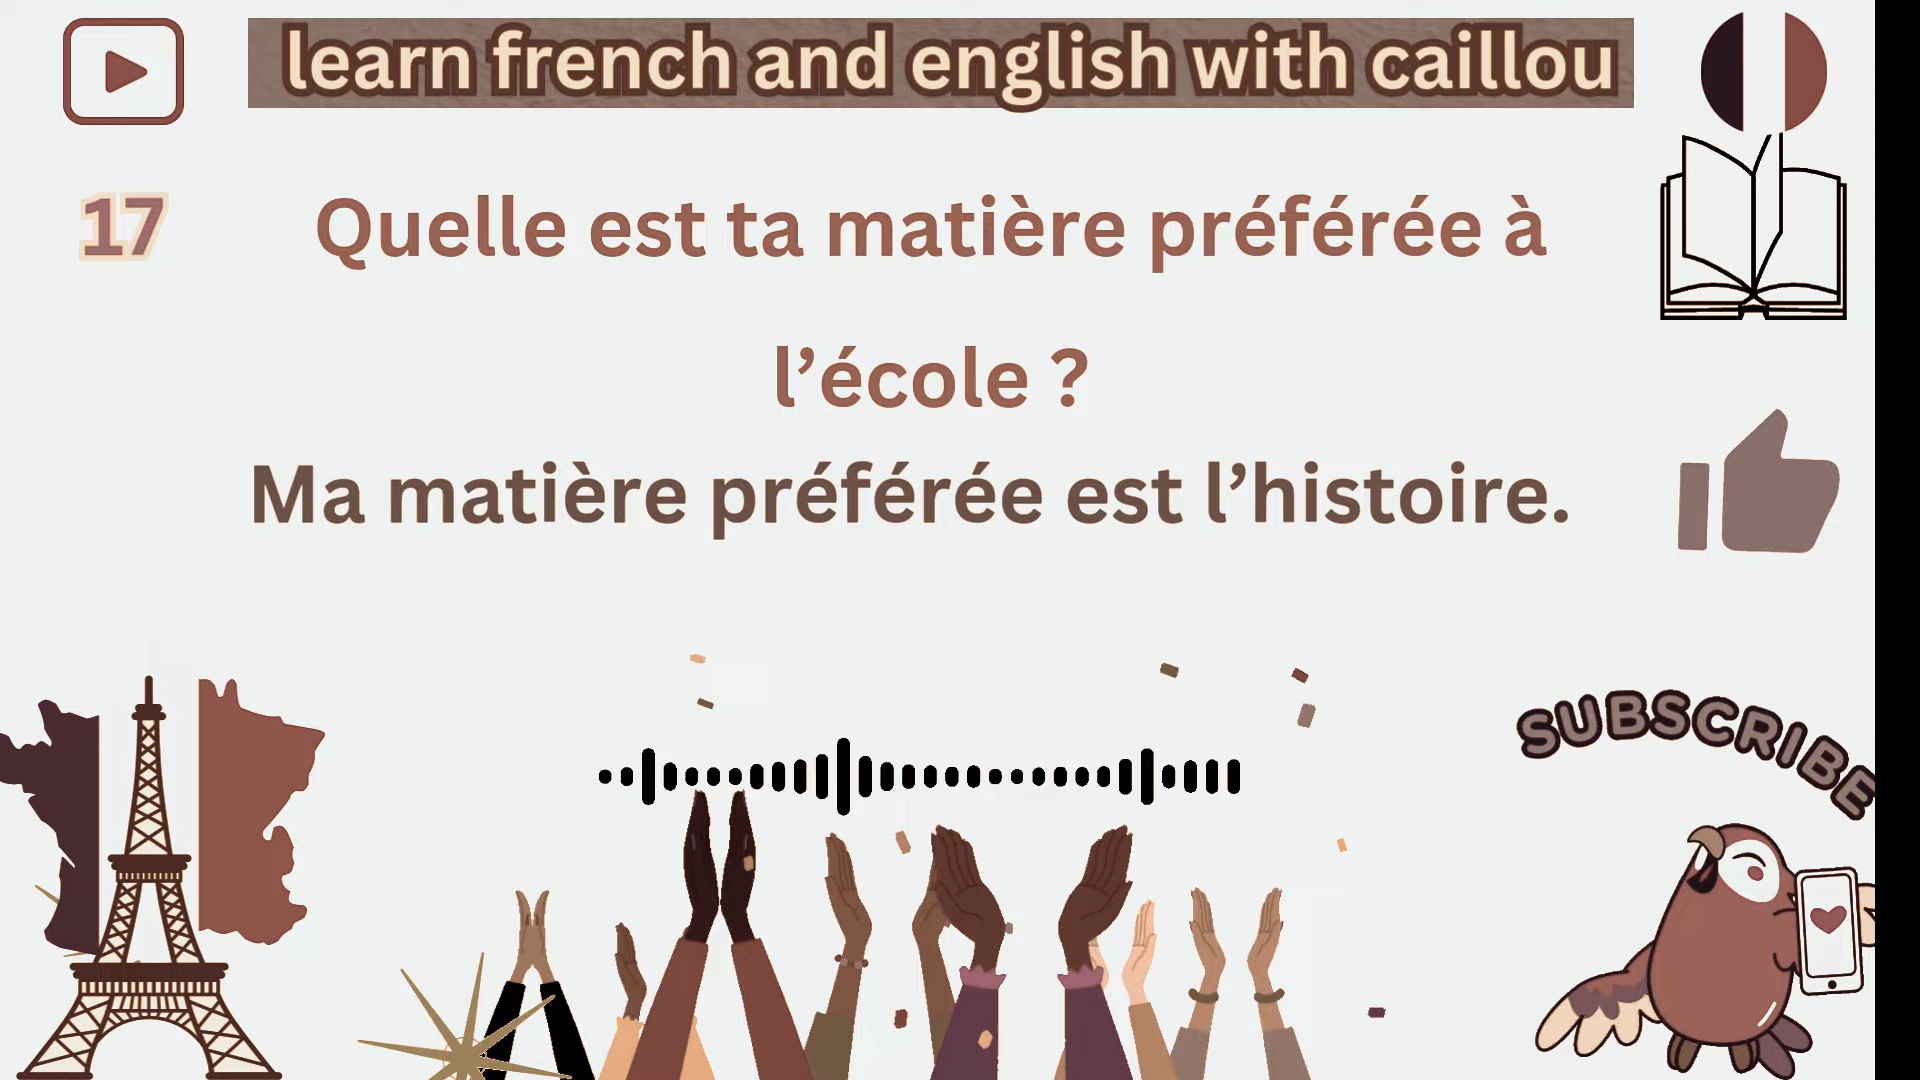 learn french and english with caillou
17
Quelle est ta matière préférée à
l’école ?
Ma matière préférée est l’histoire.
SUBSCRIBE